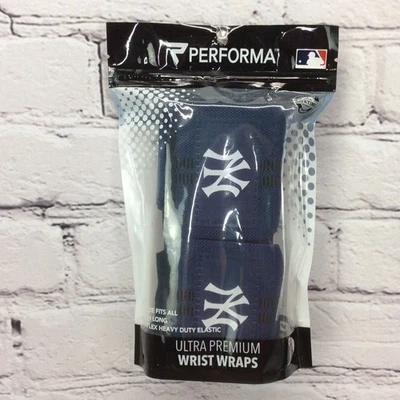 PERFORMA
NY
NY
FITS ALL
LONG
FLEX HEAVY DUTY ELASTIC
ULTRA PREMIUM
WRIST WRAPS